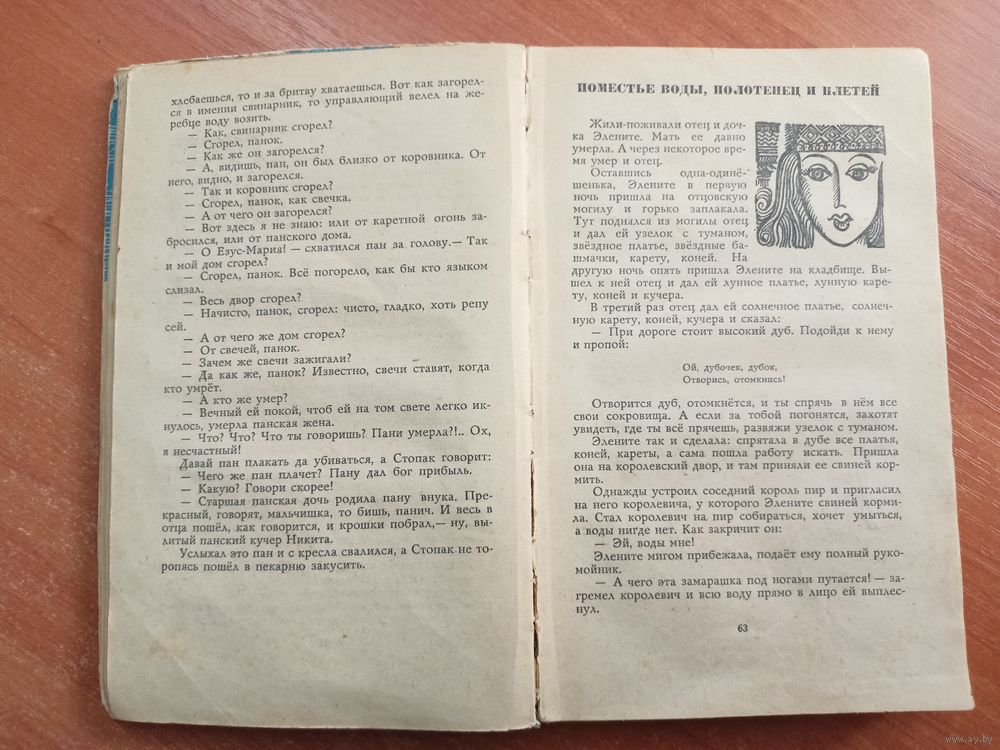 хлебаешься, то и за бритву хватаешься. Вот как загорел-
ся в имении свинарник, то управляющий велел на же-
ребце воду возить.
— Как, свинарник сгорел?
— Сгорел, панок.
— Как же он загорелся?
— А, видишь, пан, он был близко от коровника. От
него, видно, и загорелся.
— Так и коровник сгорел?
— Сгорел, панок, как свечка.
— А от чего он загорелся?
— Вот здесь я не знаю: или от каретной огонь за-
бросился, или от панского дома.
— О Езус-Мария! — схватился пан за голову.— Так
и мой дом сгорел?
— Сгорел, панок. Всё погорело, как бы кто языком
слизал.
— Весь двор сгорел?
— Начисто, панок, сгорел: чисто, гладко, хоть репу
сей.
— А от чего же дом сгорел?
— От свечей, панок.
— Зачем же свечи зажигали?
— Да как же, панок? Известно, свечи ставят, когда
кто умрёт.
— А кто же умер?
— Вечный ей покой, чтоб ей на том свете легко ик-
нулось, умерла панская жена.
— Что? Что? Что ты говоришь? Пани умерла?!.. Ох,
я несчастный!
Давай пан плакать да убиваться, а Стопак говорит:
— Чего же пан плачет? Пану дал бог прибыль.
— Какую? Говори скорее!
— Старшая панская дочь родила пану внука. Пре-
красный, говорят, мальчишка, то бишь, панич. И весь в
отца пошёл, как говорится, и крошки побрал,— ну, вы-
литый панский кучер Никита.
Услыхал это пан и с кресла свалился, а Стопак не то-
ропясь пошёл в пекарню закусить.
ПОМЕСТЬЕ ВОДЫ, ПОЛОТЕНЕЦ И ПЛЕТЕЙ
Жили-поживали отец и доч-
ка Элените. Мать ее давно
умерла. А через некоторое вре-
мя умер и отец.
Оставшись одна-одинё-
шенька, Элените в первую
ночь пришла на отцовскую
могилу и горько заплакала.
Тут поднялся из могилы отец
и дал ей узелок с туманом,
звёздное платье, звёздные ба-
шмачки, карету, коней. На
другую ночь опять пришла Элените на кладбище. Вы-
шел к ней отец и дал ей лунное платье, лунную каре-
ту, коней и кучера.
В третий раз отец дал ей солнечное платье, солнеч-
ную карету, коней, кучера и сказал:
— При дороге стоит высокий дуб. Подойди к нему
и пропой:
Ой, дубочек, дубок,
Отворись, отомкнись!
Отворится дуб, отомкнётся, и ты спрячь в нём все
свои сокровища. А если за тобой погонятся, захотят
увидеть, где ты всё прячешь, развяжи узелок с туманом.
Элените так и сделала: спрятала в дубе все платья,
коней, кареты, а сама пошла работу искать. Пришла
она на королевский двор, и там приняли ее свиней кор-
мить.
Однажды устроил соседний король пир и пригласил
на него королевича, у которого Элените свиней корми-
ла. Стал королевич на пир собираться, хочет умыться,
а воды нигде нет. Как закричит он:
— Эй, воды мне!
Элените мигом прибежала, подаёт ему полный руко-
мойник.
— А чего эта замарашка под ногами путается! — за-
гремел королевич и всю воду прямо в лицо ей выплес-
нул.
63
www.ay.by